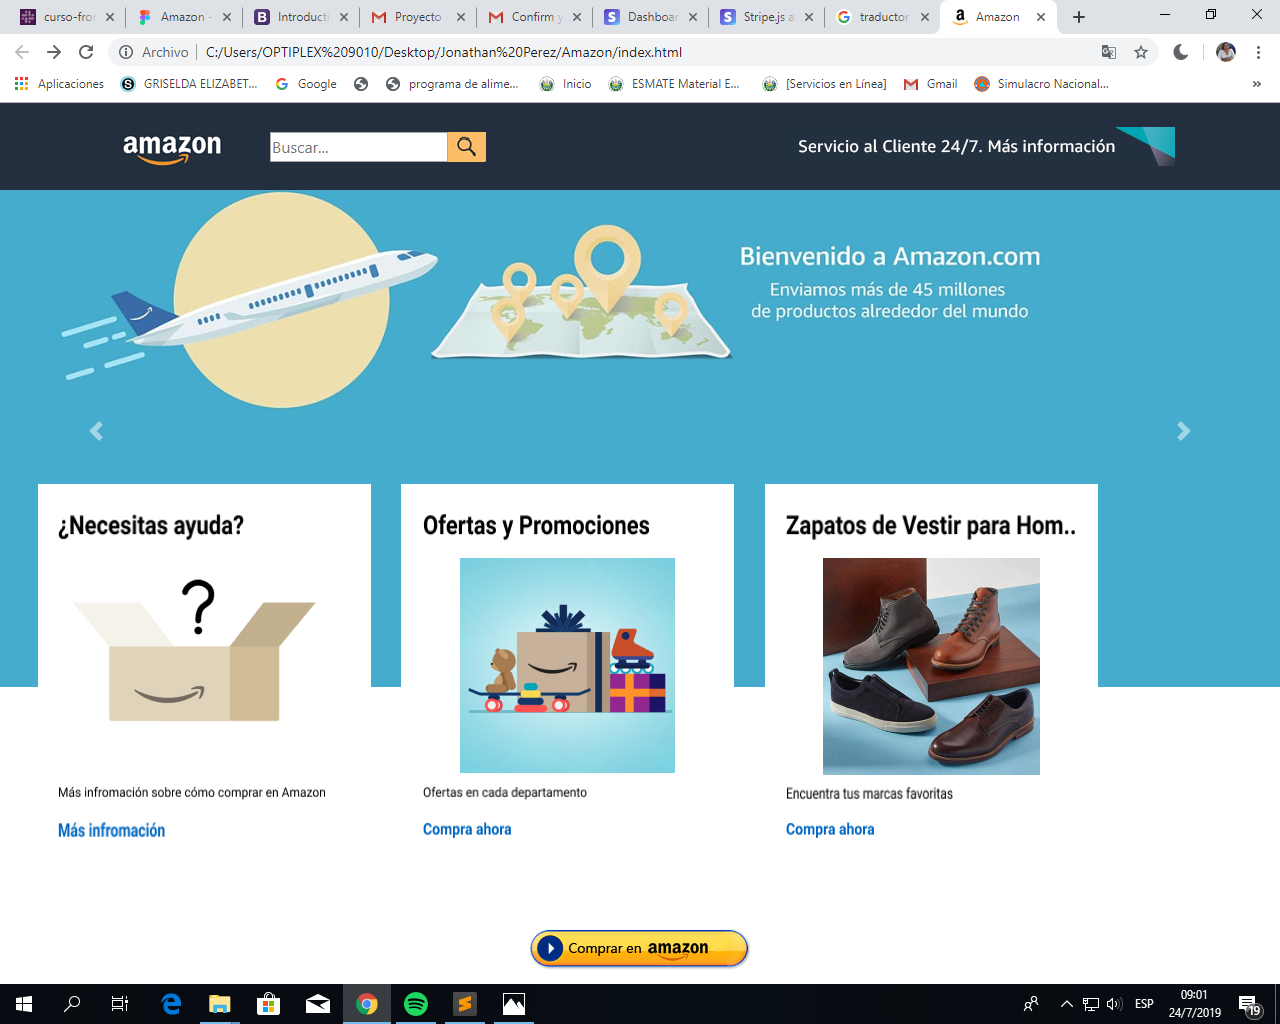 curso-fror
Amazon -
Introducti
Proyecto
Confirm y
Dashboar
Stripe.js a
traductor
Amazon
Archivo
C:/Users/OPTIPLEX%209010/Desktop/Jonathan%20Perez/Amazon/index.html
Aplicaciones
GRISELDA ELIZABET...
Google
programa de alime...
Inicio
ESMATE Material E...
[Servicios en Línea]
Gmail
Simulacro Nacional...
»
amazon
Buscar...
Servicio al Cliente 24/7. Más información
Bienvenido a Amazon.com
Enviamos más de 45 millones
de productos alrededor del mundo
¿Necesitas ayuda?
Ofertas y Promociones
Zapatos de Vestir para Hom..
?
Más infromación sobre cómo comprar en Amazon
Ofertas en cada departamento
Encuentra tus marcas favoritas
Más infromación
Compra ahora
Compra ahora
Comprar en amazon
ESP
09:01
24/7/2019
19